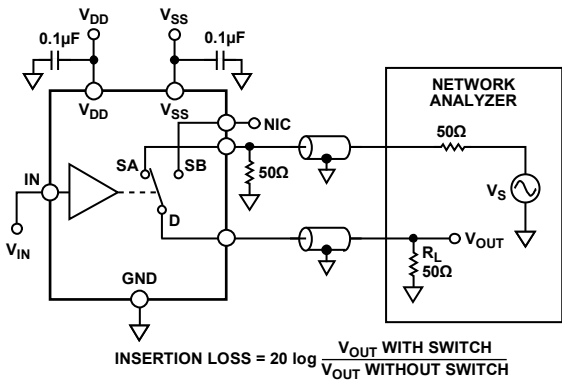 VDD
VSS
0.1µF
0.1µF
VDD
VSS
NIC
NETWORK
ANALYZER
50Ω
SA
SB
50Ω
IN
VS
D
VIN
VOUT
RL
50Ω
GND
INSERTION LOSS = 20 log VOUT WITH SWITCH
VOUT WITHOUT SWITCH